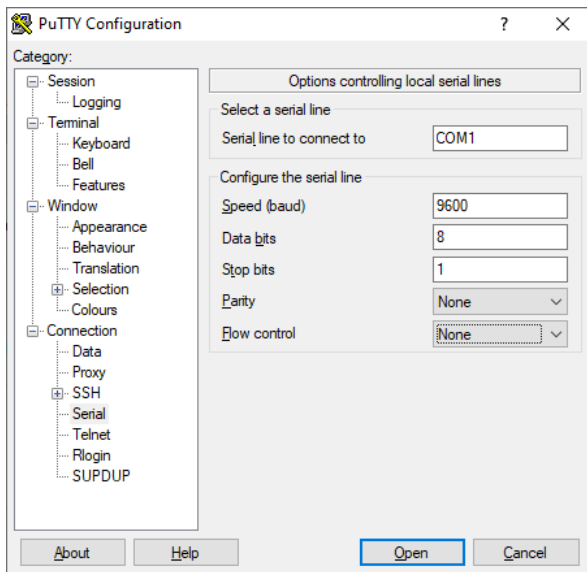 PuTTY Configuration
?
Category:
Session
Logging
Terminal
Keyboard
Bell
Features
Window
Appearance
Behaviour
Translation
Selection
Colours
Connection
Data
Proxy
SSH
Serial
Telnet
Rlogin
SUPDUP
Options controlling local serial lines
Select a serial line
Serial line to connect to COM1
Configure the serial line
Speed (baud) 9600
Data bits 8
Stop bits 1
Parity None
Flow control None
About Help Open Cancel